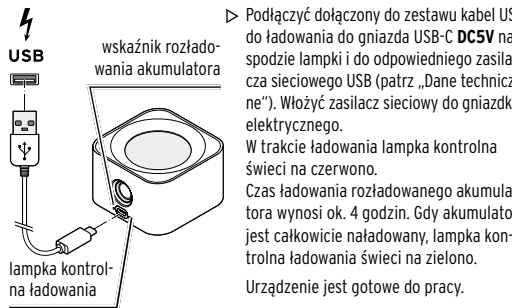 USB
wskaźnik rozłado-
wania akumulatora
lampka kontrol-
na ładowania
Podłączyć dołączony do zestawu kabel US
do ładowania do gniazda USB-C DC5V na
spodzie lampki i do odpowiedniego zasila
cza sieciowego USB (patrz „Dane technicz
ne“). Włożyć zasilacz sieciowy do gniazdk
elektrycznego.
W trakcie ładowania lampka kontrolna
świeci na czerwono.
Czas ładowania rozładowanego akumula
tora wynosi ok. 4 godzin. Gdy akumulato
jest całkowicie naładowany, lampka kon-
trolna ładowania świeci na zielono.
Urządzenie jest gotowe do pracy.